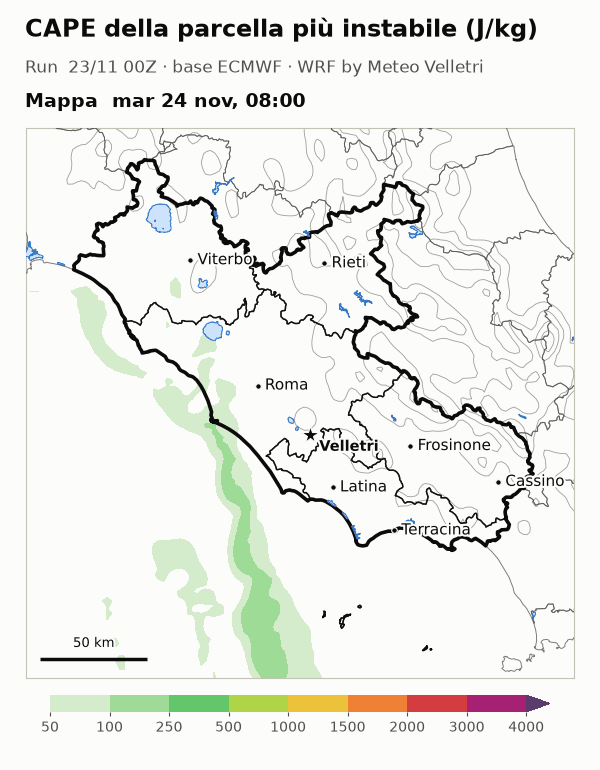 CAPE della parcella più instabile (J/kg)
Run  23/11 00Z · base ECMWF · WRF by Meteo Velletri
Mappa  mar 24 nov, 08:00
Viterbo
Rieti
Roma
Velletri
Frosinone
Cassino
Latina
Terracina
50 km
50 100 250 500 1000 1500 2000 3000 4000